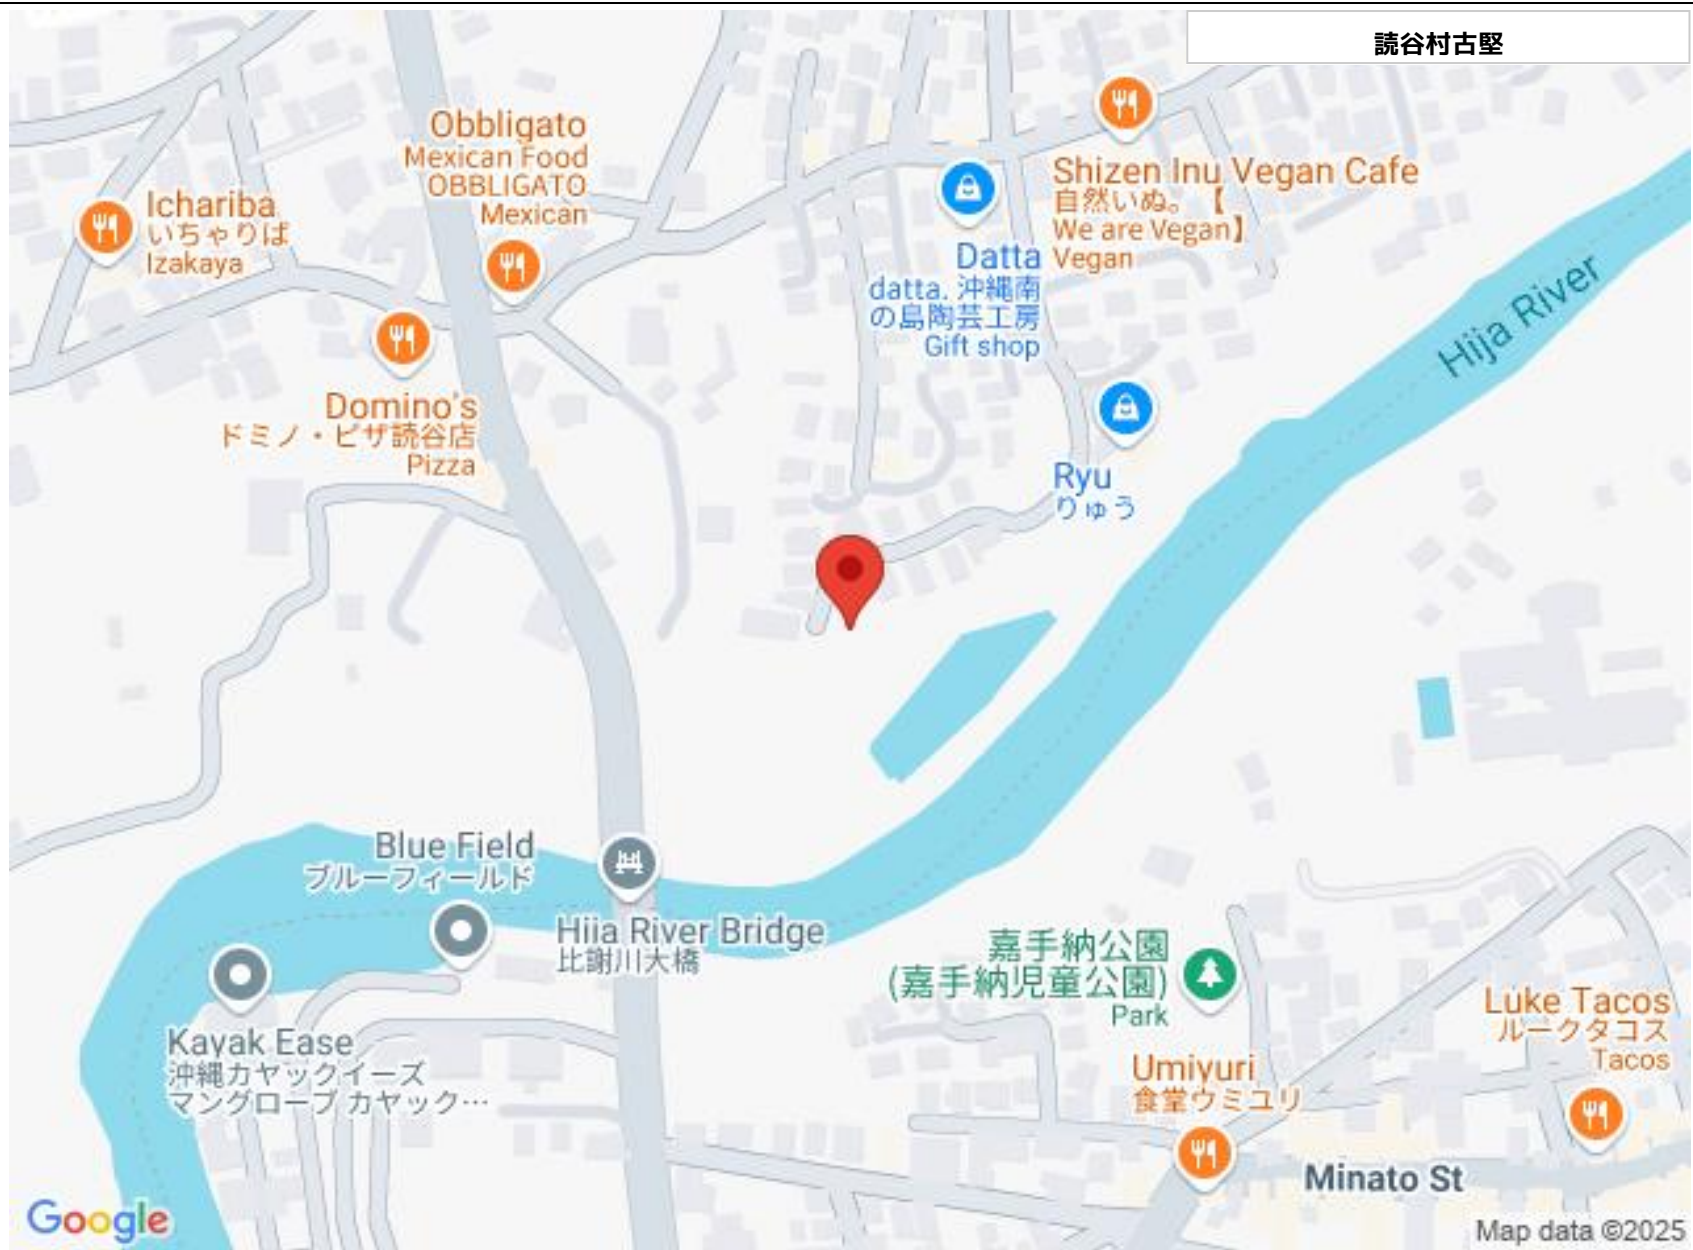 読谷村古堅
Obbligato
Mexican Food
OBBLIGATO
Mexican
Shizen Inu Vegan Cafe
自然いぬ。【
We are Vegan】
Vegan
Ichariba
いちゃりば
Izakaya
Datta
datta. 沖縄南
の島陶芸工房
Gift shop
Hija River
Domino's
ドミノ・ピザ読谷店
Pizza
Ryu
りゅう
Blue Field
ブルーフィールド
Hija River Bridge
比謝川大橋
嘉手納公園
(嘉手納児童公園)
Park
Kayak Ease
沖縄カヤックイーズ
マングローブ カヤック…
Luke Tacos
ルークタコス
Tacos
Umiyuri
食堂ウミユリ
Minato St
Google
Map data ©2025